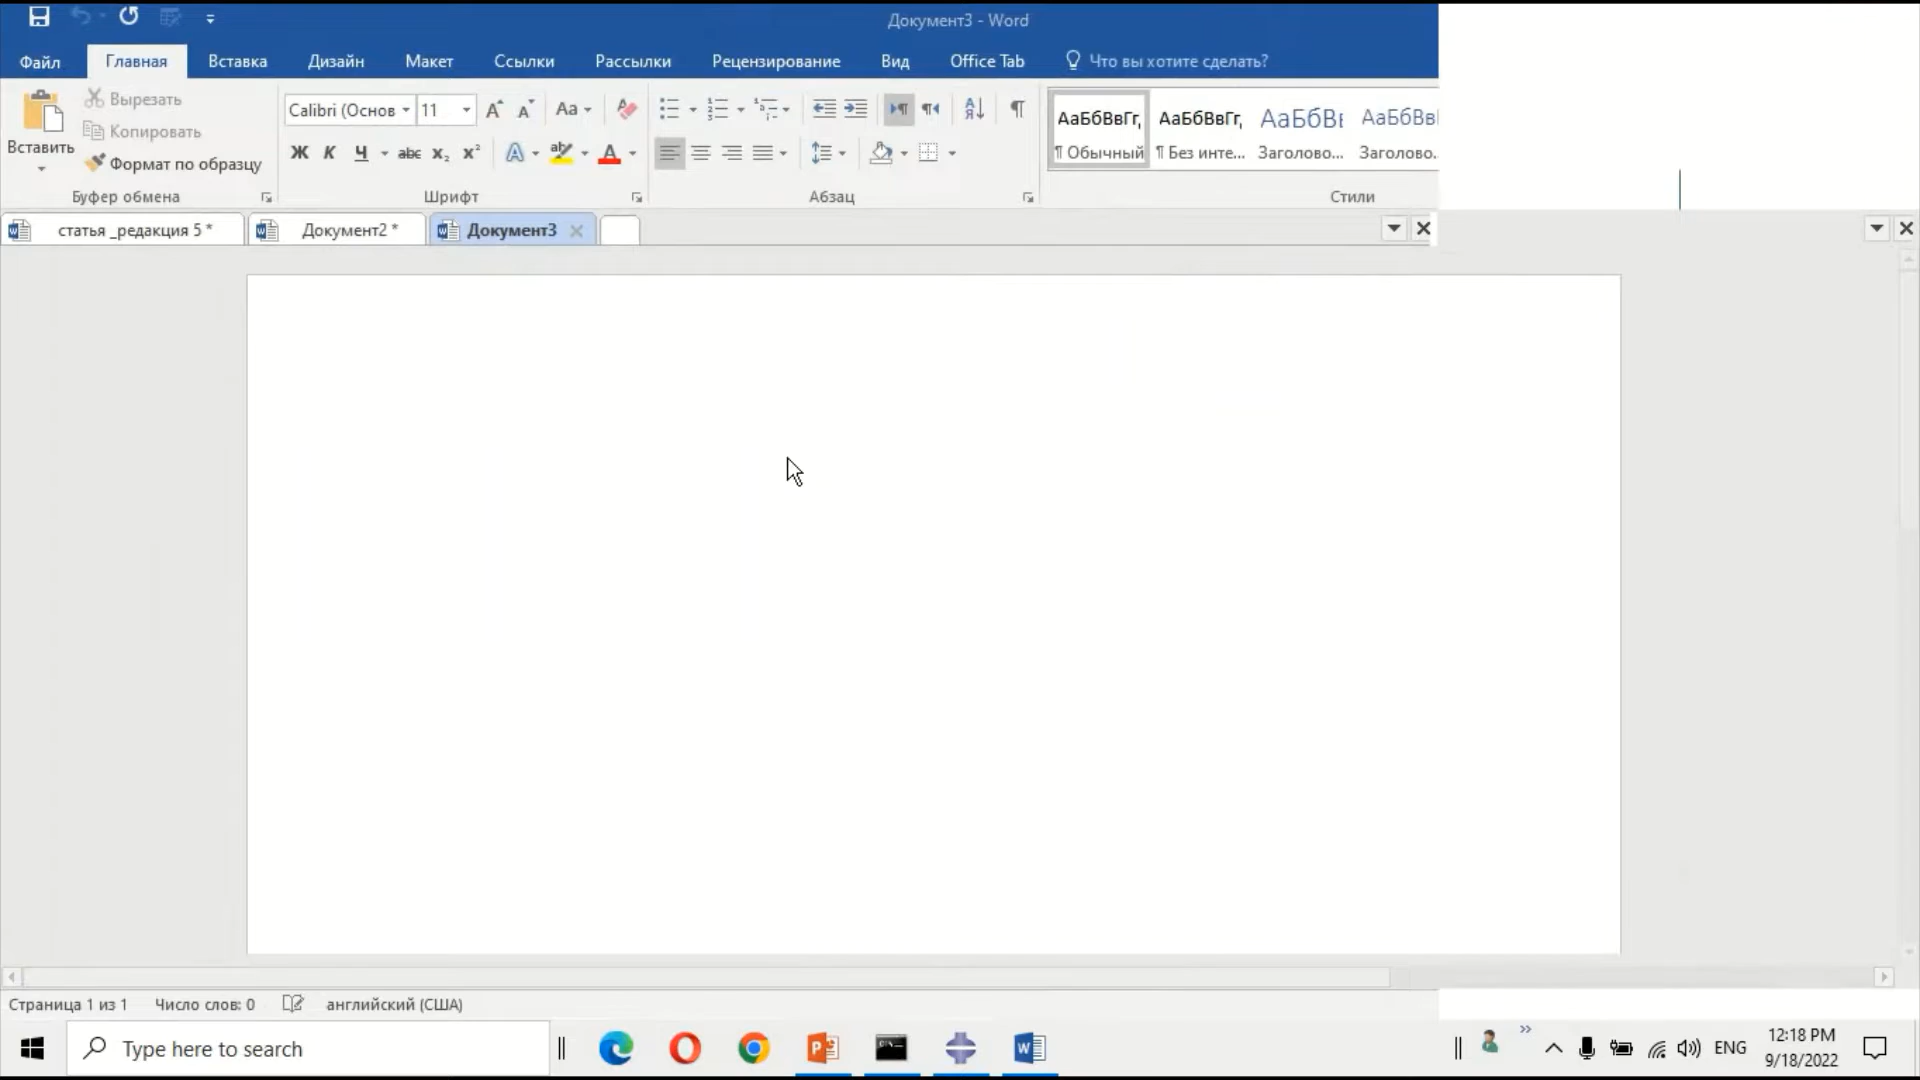 Документ3 - Word
Файл Главная Вставка Дизайн Макет Ссылки Рассылки Рецензирование Вид Office Tab Что вы хотите сделать?
Вставить
Вырезать
Копировать
Формат по образцу
Буфер обмена
Calibri (Основ 11 Aa
Ж К Ч abc x₂ x²
Шрифт
Абзац
АаБбВвГг, АаБбВвГг, АаБбВı АаБбВвı
¶ Обычный ¶ Без инте... Заголово... Заголово...
Стили
статья _редакция 5 * Документ2 * Документ3
Страница 1 из 1 Число слов: 0 английский (США)
Type here to search
ENG
12:18 PM
9/18/2022